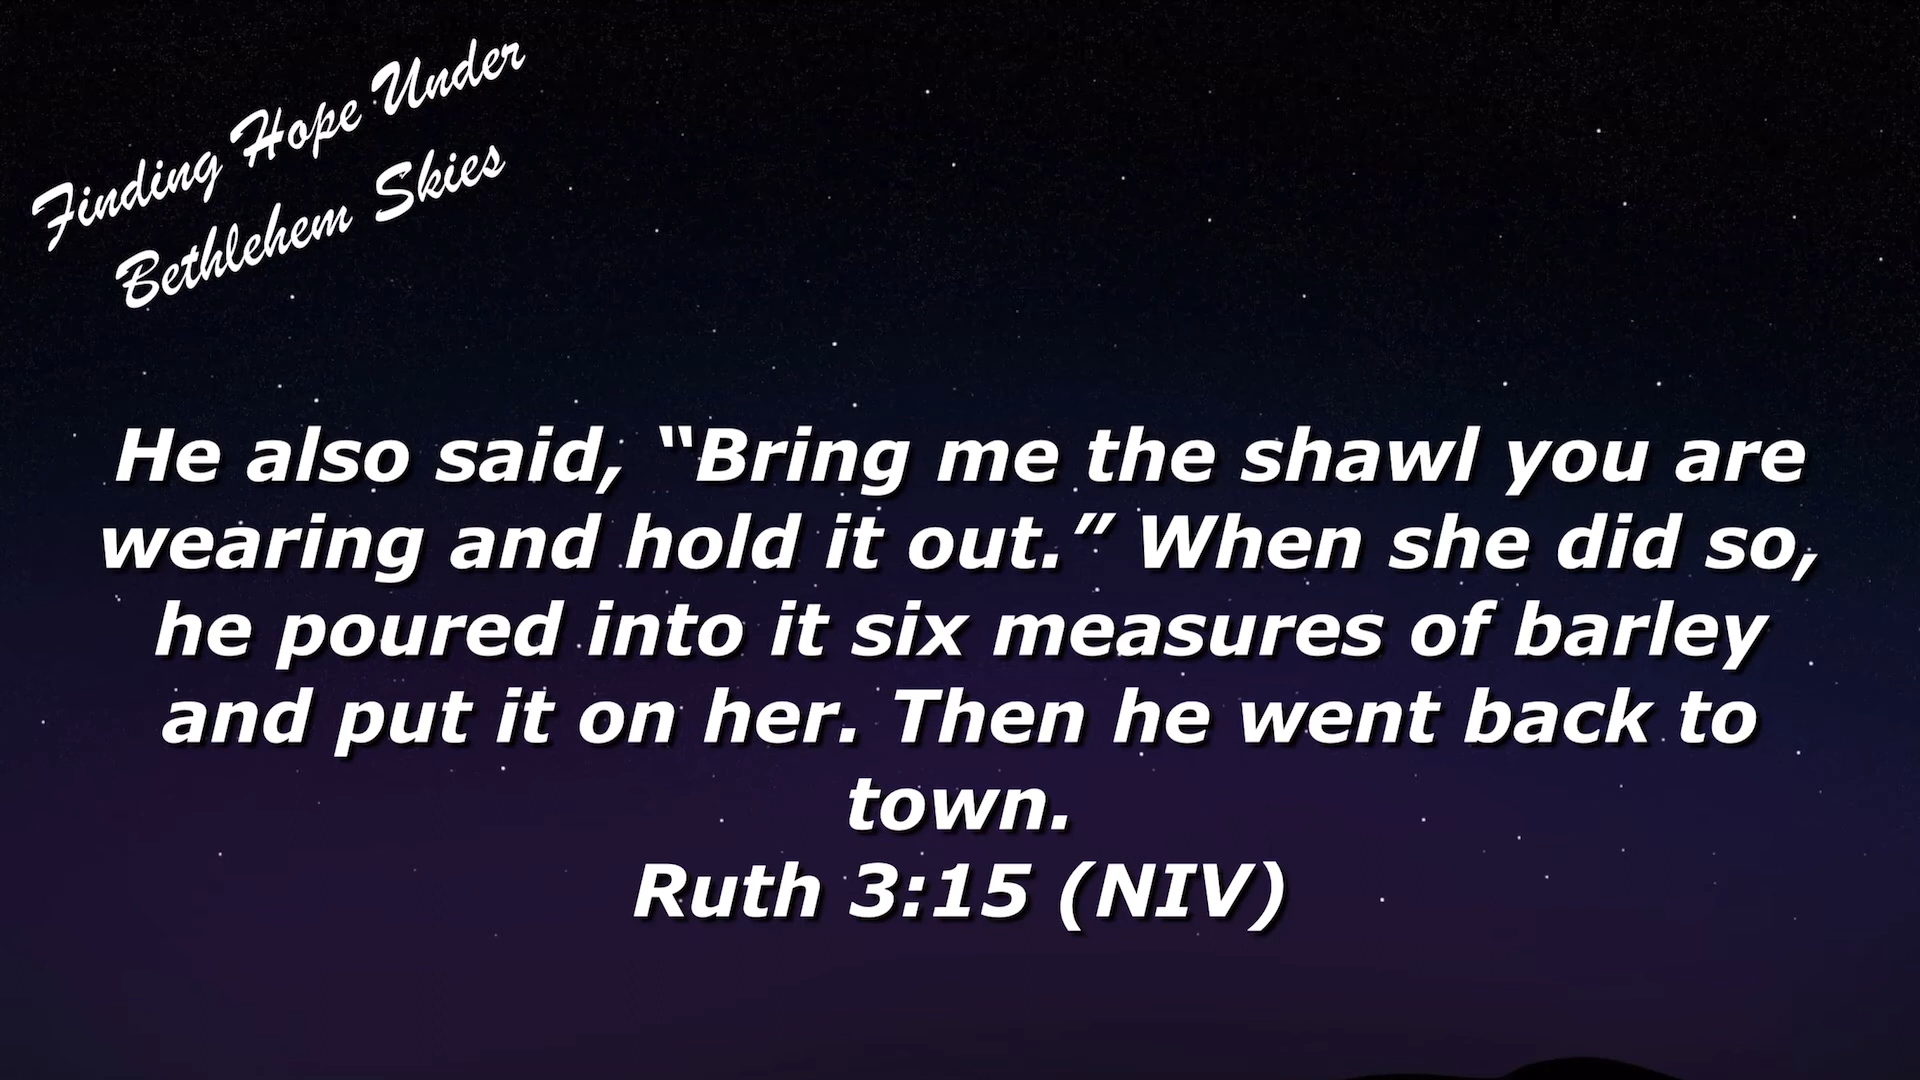 Finding Hope Under
Bethlehem Skies
He also said, “Bring me the shawl you are
wearing and hold it out.” When she did so,
he poured into it six measures of barley
and put it on her. Then he went back to
town.
Ruth 3:15 (NIV)